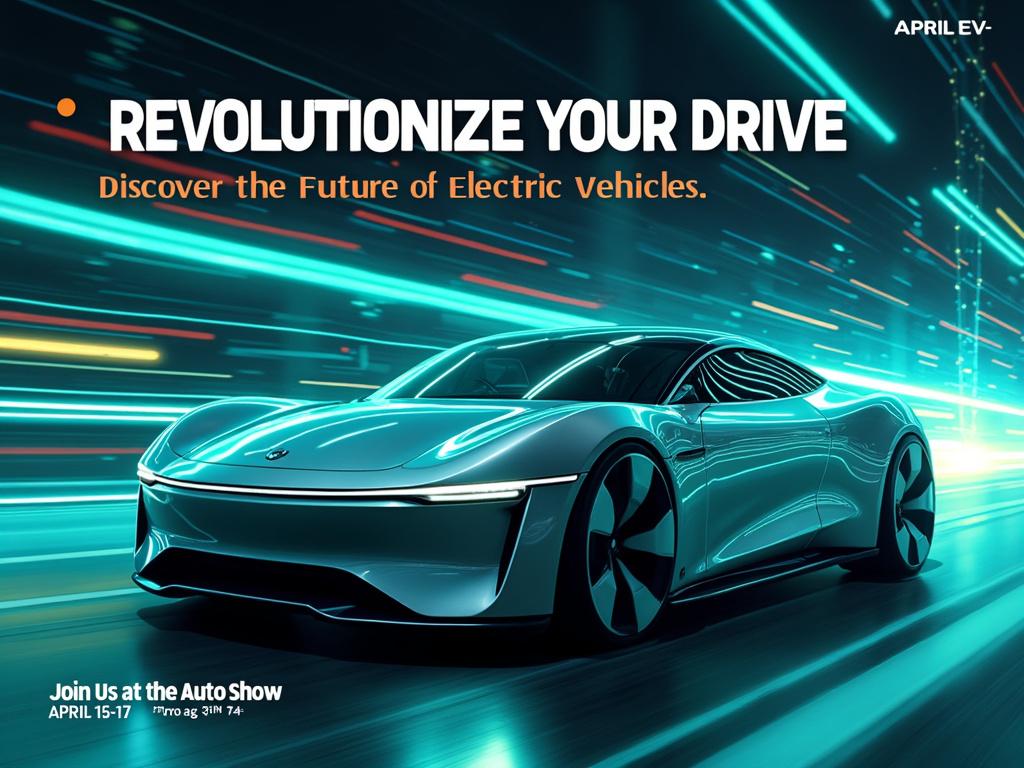 APRIL EV-
REVOLUTIONIZE YOUR DRIVE
Discover the Future of Electric Vehicles.
Join Us at the Auto Show
APRIL 15-17